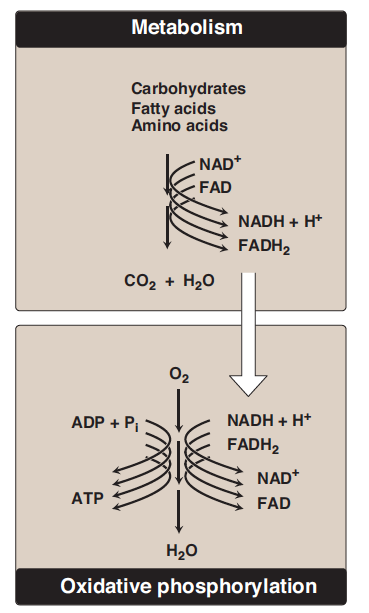 Metabolism
Carbohydrates
Fatty acids
Amino acids
NAD⁺
FAD
NADH + H⁺
FADH₂
CO₂ + H₂O
O₂
ADP + Pᵢ
NADH + H⁺
FADH₂
NAD⁺
ATP
FAD
H₂O
Oxidative phosphorylation